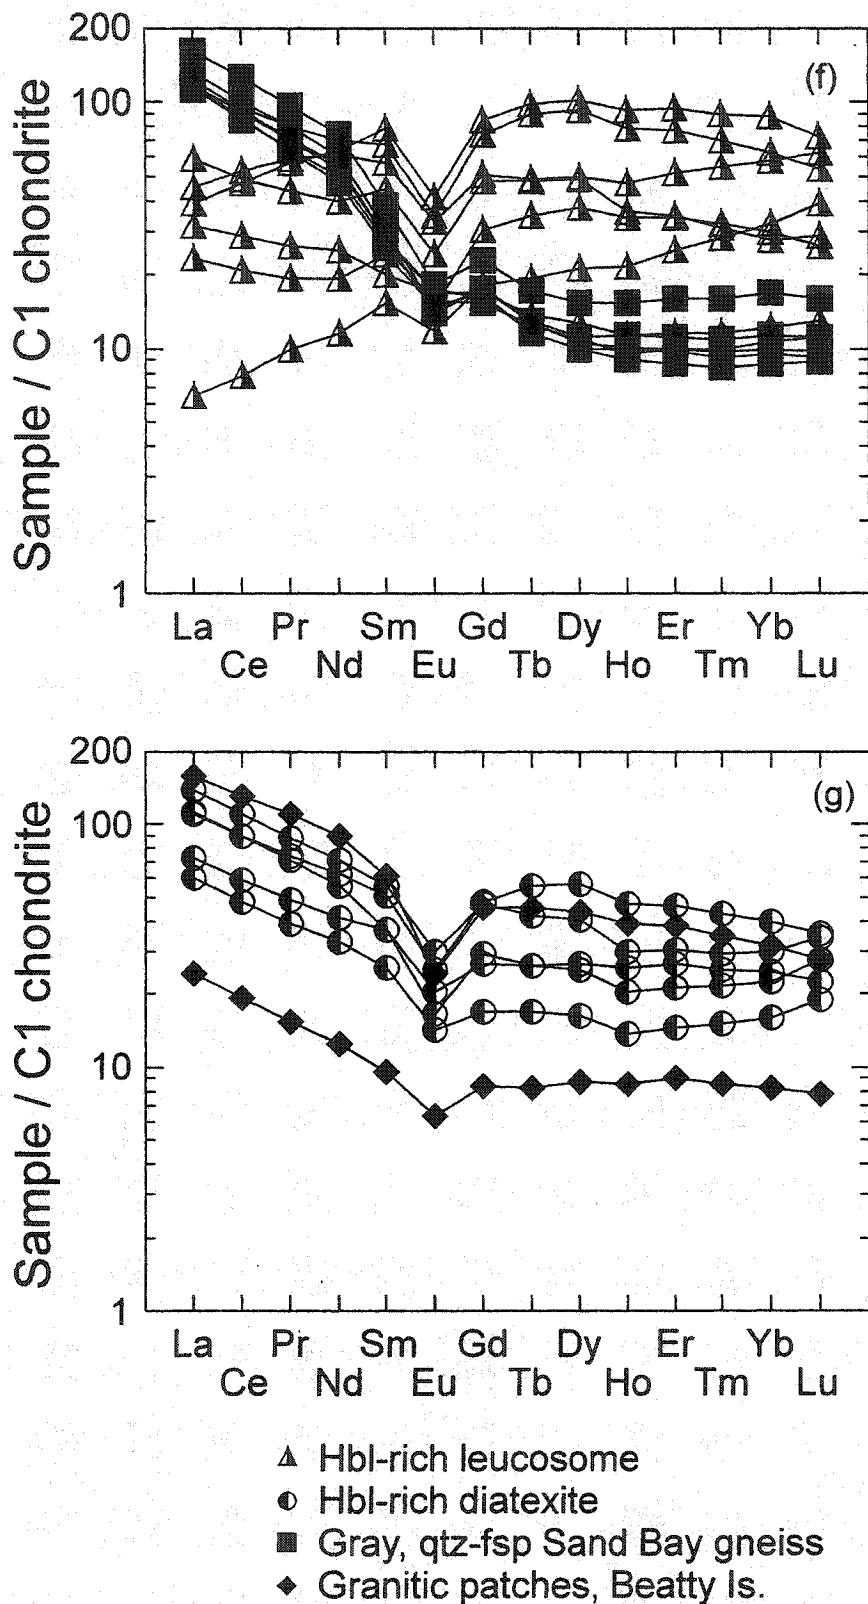 200
(f)
100
Sample / C1 chondrite
10
1
La Pr Sm Gd Dy Er Yb
Ce Nd Eu Tb Ho Tm Lu
200
(g)
100
Sample / C1 chondrite
10
1
La Pr Sm Gd Dy Er Yb
Ce Nd Eu Tb Ho Tm Lu
Hbl-rich leucosome
Hbl-rich diatexite
Gray, qtz-fsp Sand Bay gneiss
Granitic patches, Beatty Is.